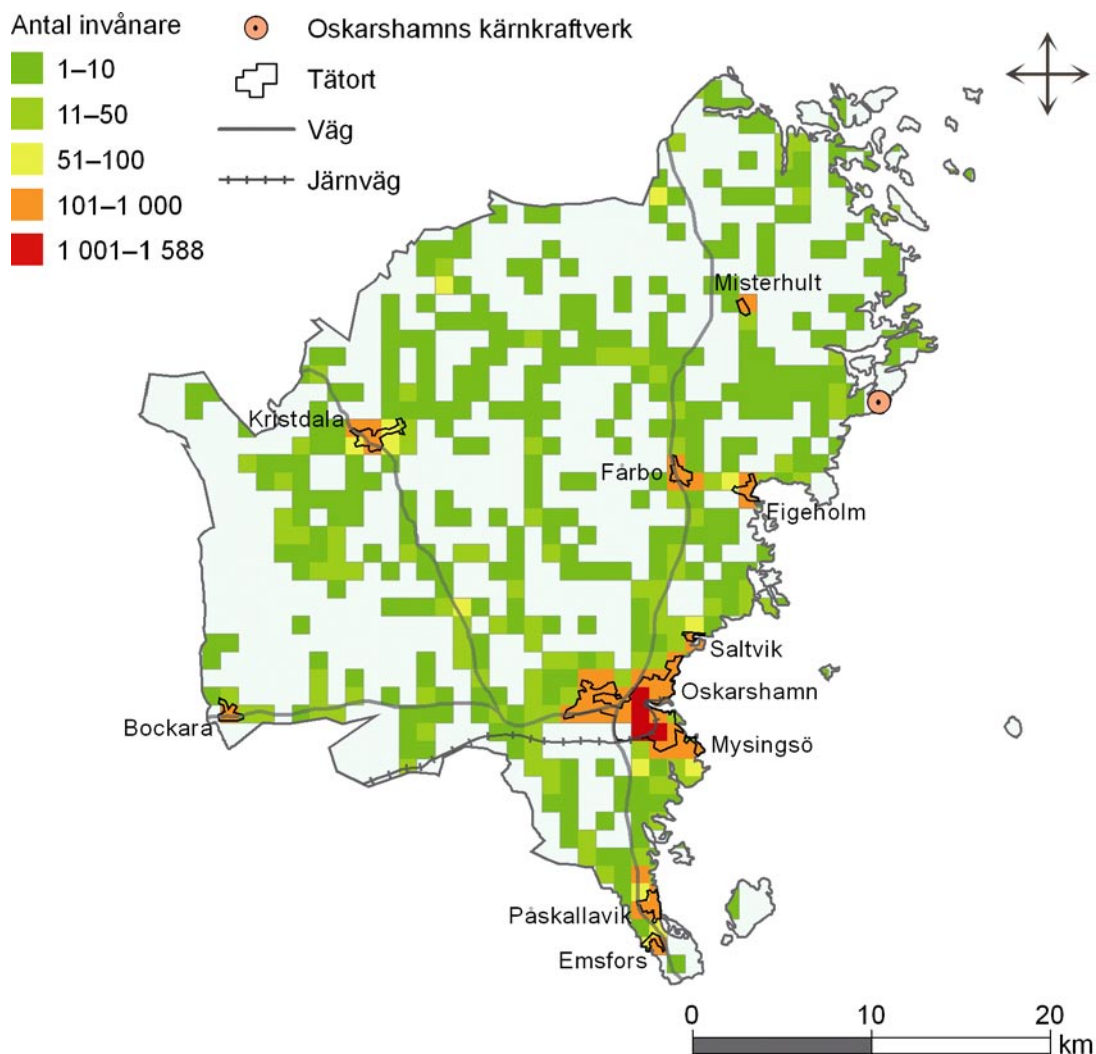 Antal invånare
1–10
11–50
51–100
101–1 000
1 001–1 588
Oskarshamns kärnkraftverk
Tätort
Väg
Järnväg
Misterhult
Kristdala
Fårbo
Figeholm
Saltvik
Oskarshamn
Bockara
Mysingsö
Påskallavik
Emsfors
0 10 20
km